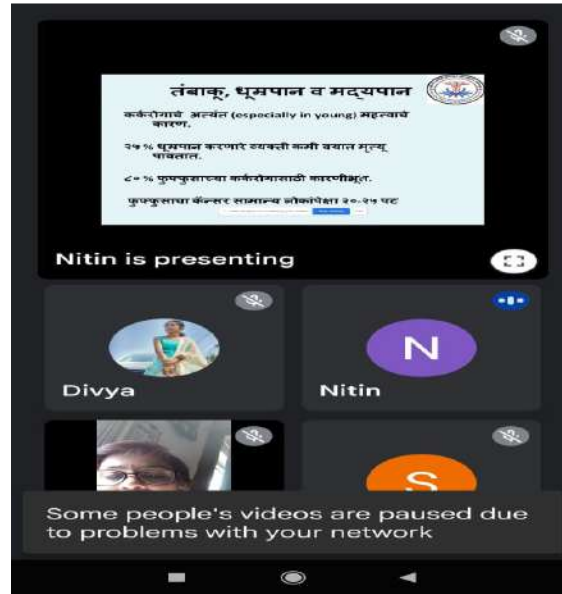 तंबाकू, धूम्रपान व मद्यपान
कर्करोगाचे अत्यंत (especially in young) महत्वाचे
कारण.
२५ % धूम्रपान करणारे व्यक्ती कमी वयात मृत्यू
पावतात.
८० % फुफ्फुसाच्या कर्करोगासाठी कारणीभूत.
फुफ्फुसाचा कॅन्सर सामान्य लोकांपेक्षा २०-२५ पट
Nitin is presenting
N
Divya
Nitin
S
Some people's videos are paused due
to problems with your network